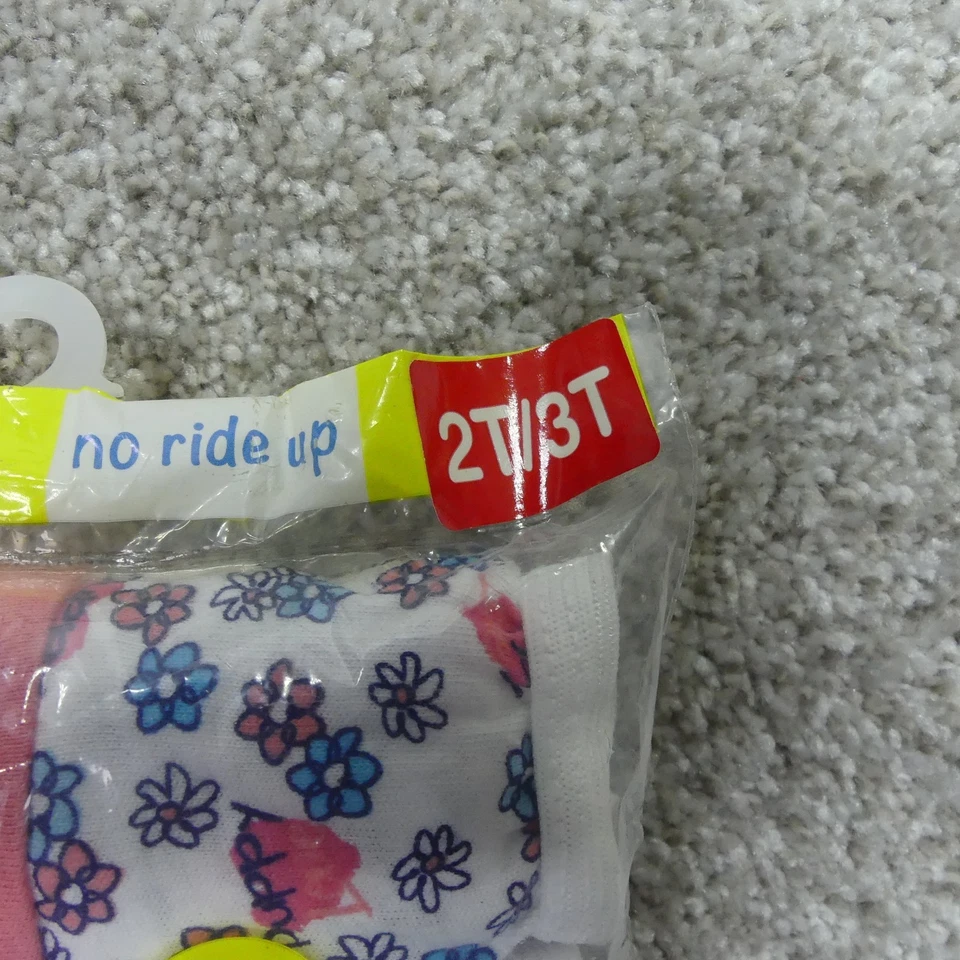 no ride up
2T/3T